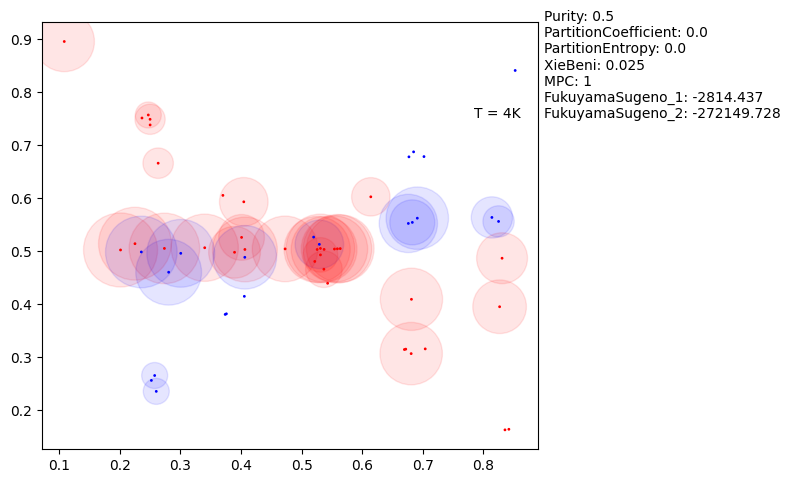 Purity: 0.5
PartitionCoefficient: 0.0
PartitionEntropy: 0.0
XieBeni: 0.025
MPC: 1
FukuyamaSugeno_1: -2814.437
FukuyamaSugeno_2: -272149.728
T = 4K
0.9
0.8
0.7
0.6
0.5
0.4
0.3
0.2
0.1 0.2 0.3 0.4 0.5 0.6 0.7 0.8